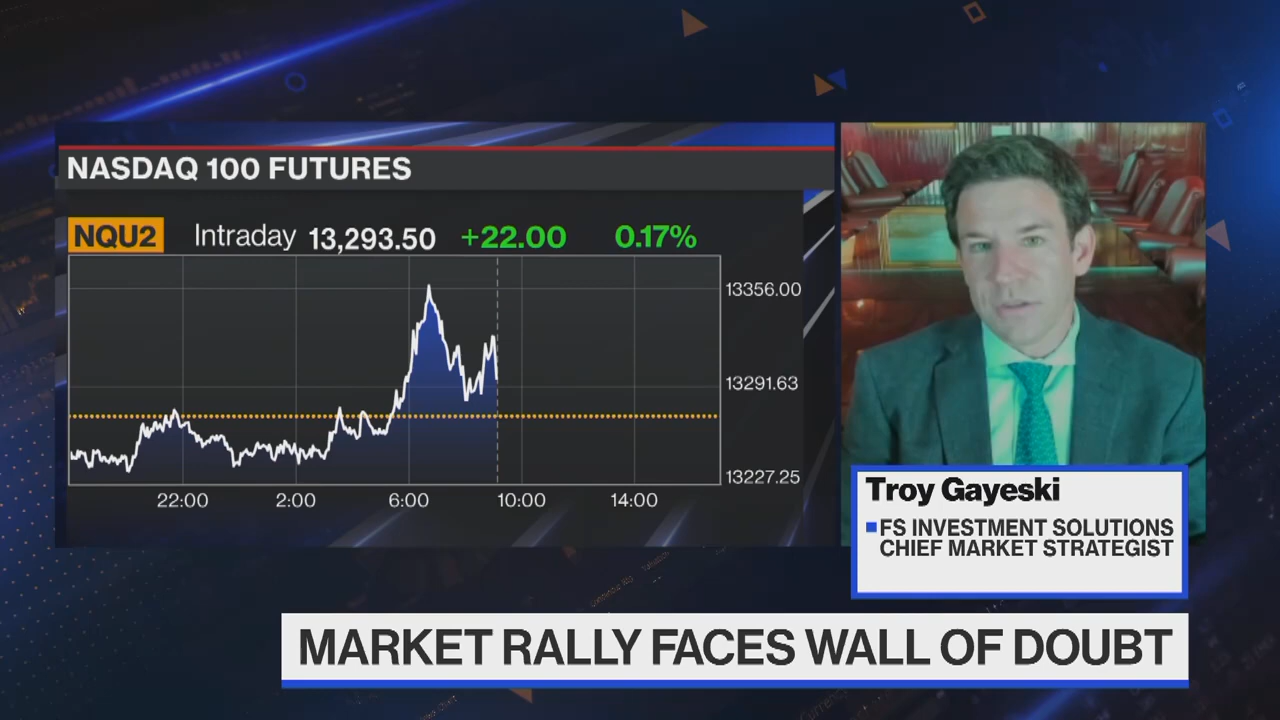 NASDAQ 100 FUTURES
NQU2 Intraday 13,293.50 +22.00 0.17%
13356.00
13291.63
13227.25
22:00 2:00 6:00 10:00 14:00
Troy Gayeski
FS INVESTMENT SOLUTIONS
CHIEF MARKET STRATEGIST
MARKET RALLY FACES WALL OF DOUBT